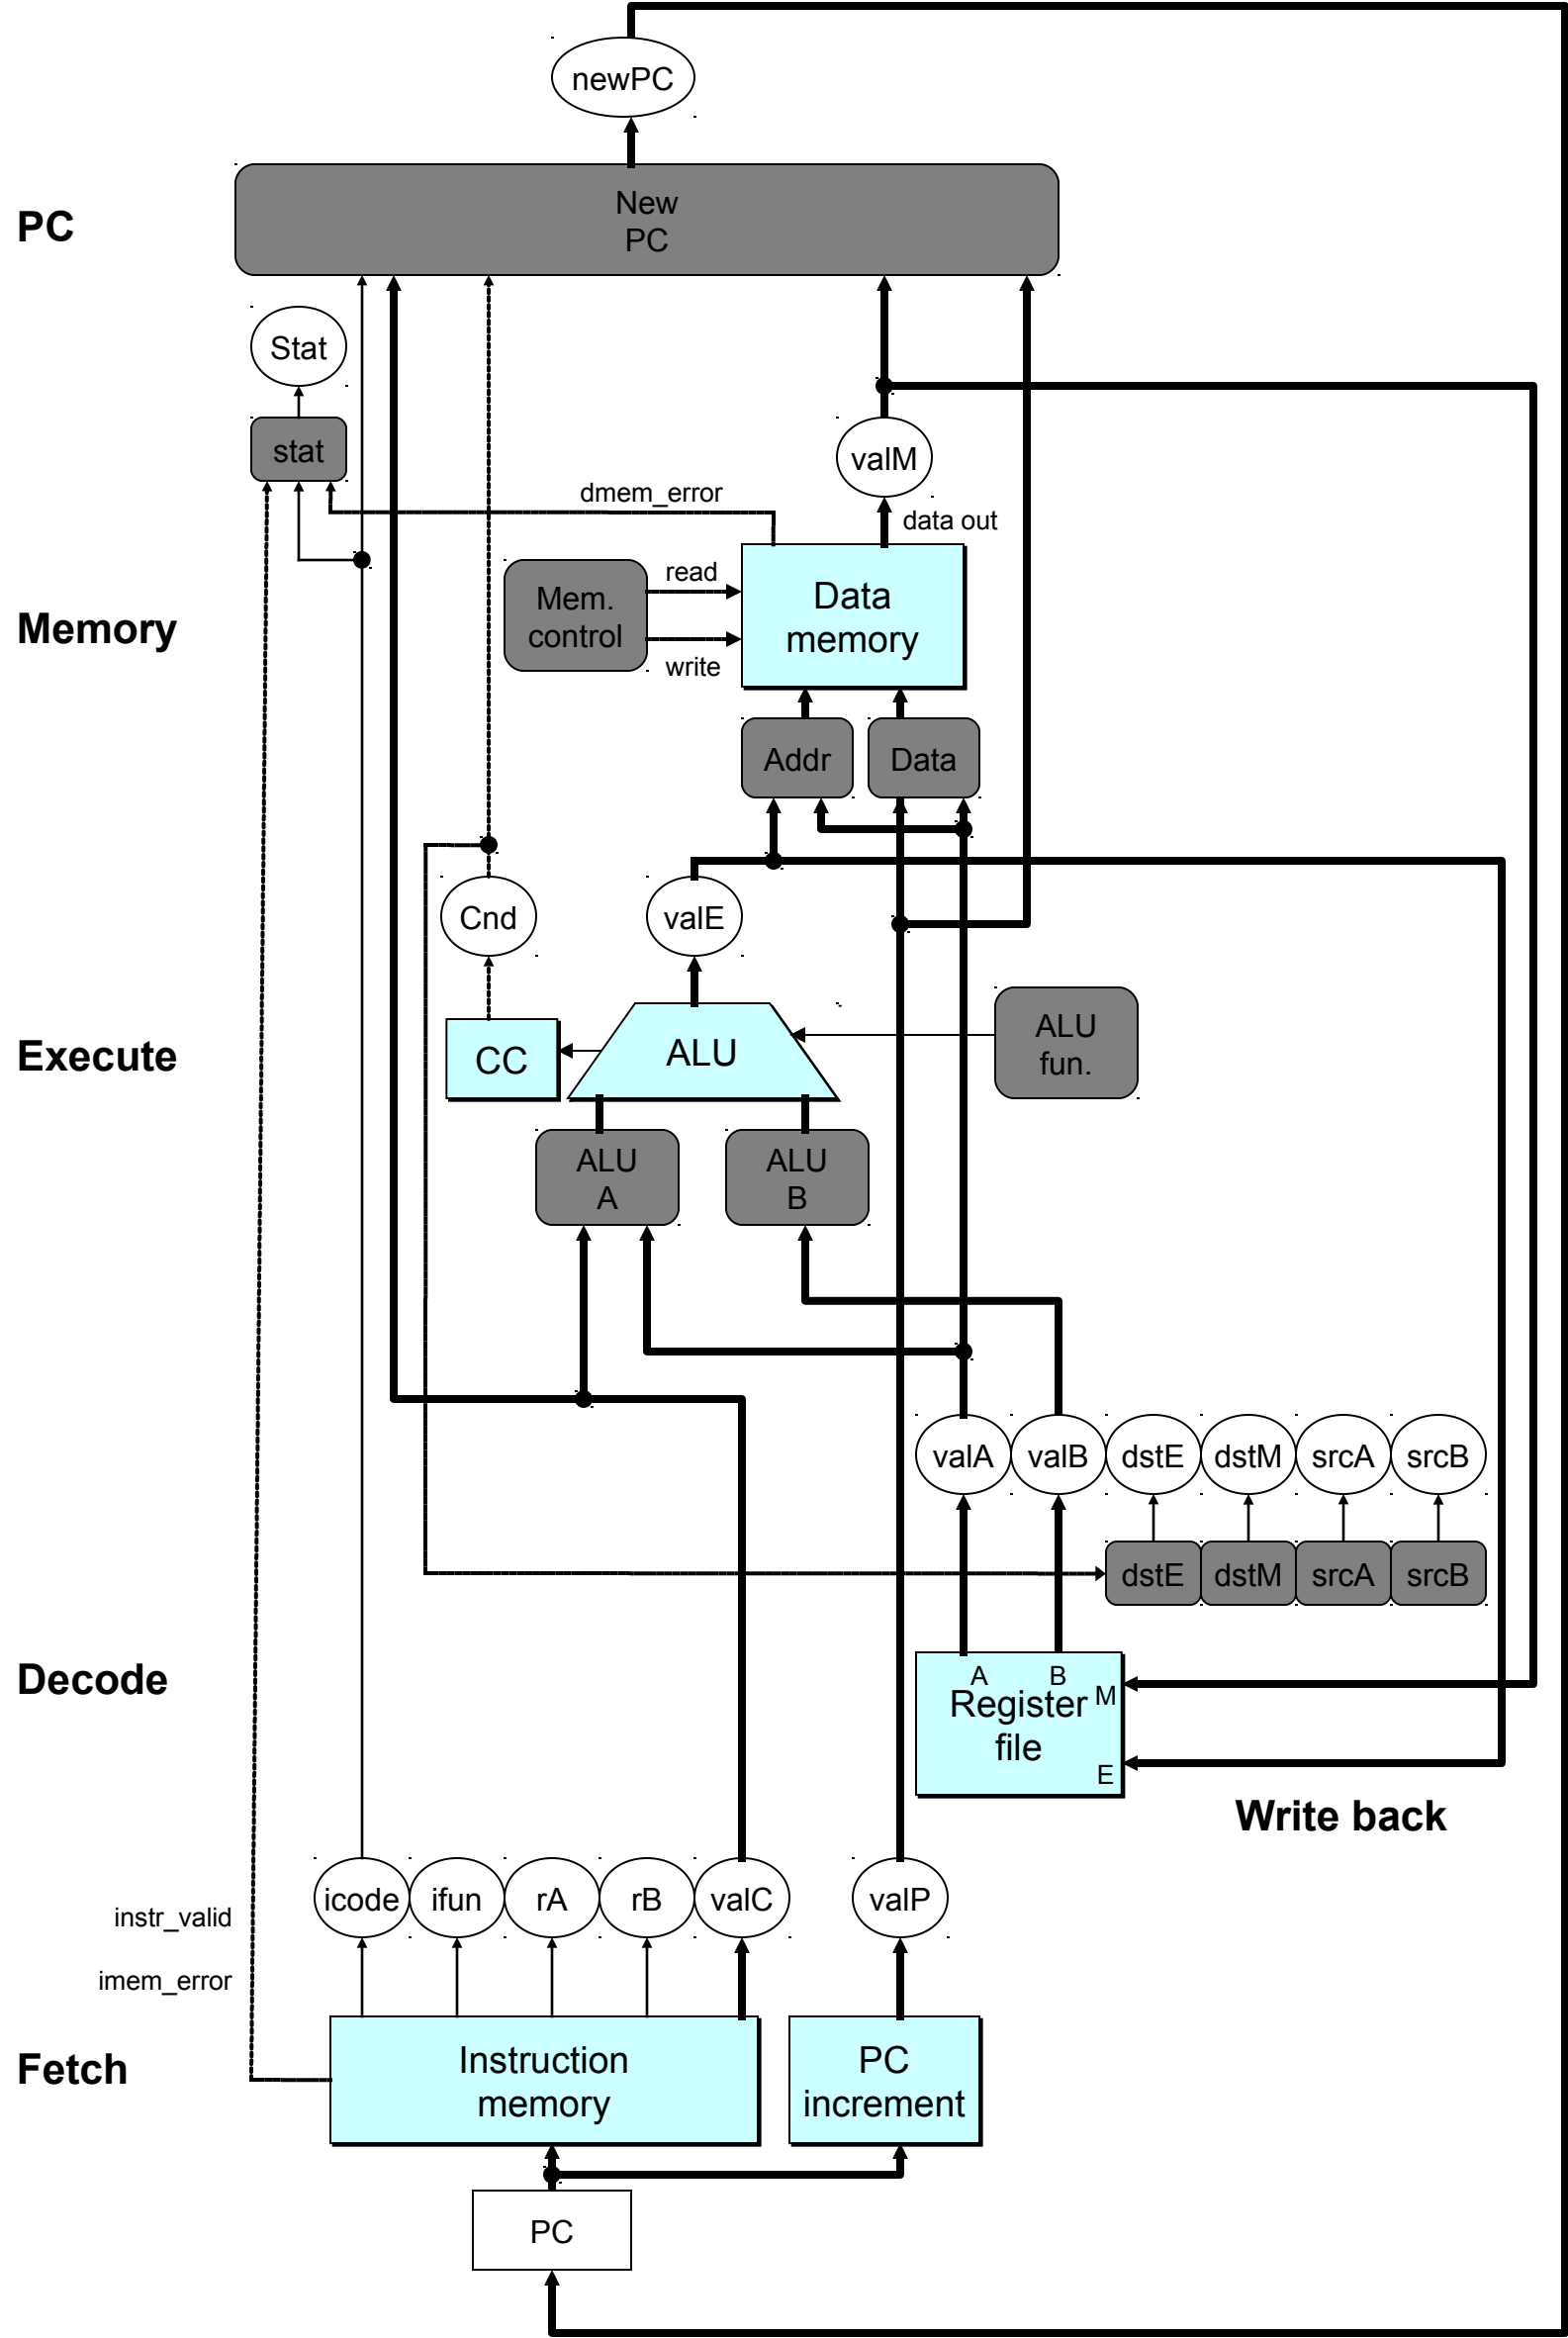 newPC
New
PC
PC
Stat
stat
valM
dmem_error
data out
read
Mem.
control
write
Data
memory
Memory
Addr
Data
Cnd
valE
Execute
CC
ALU
ALU
fun.
ALU
A
ALU
B
valA
valB
dstE
dstM
srcA
srcB
dstE
dstM
srcA
srcB
Decode
A
B
M
Register
file
E
Write back
icode
ifun
rA
rB
valC
valP
instr_valid
imem_error
Fetch
Instruction
memory
PC
increment
PC